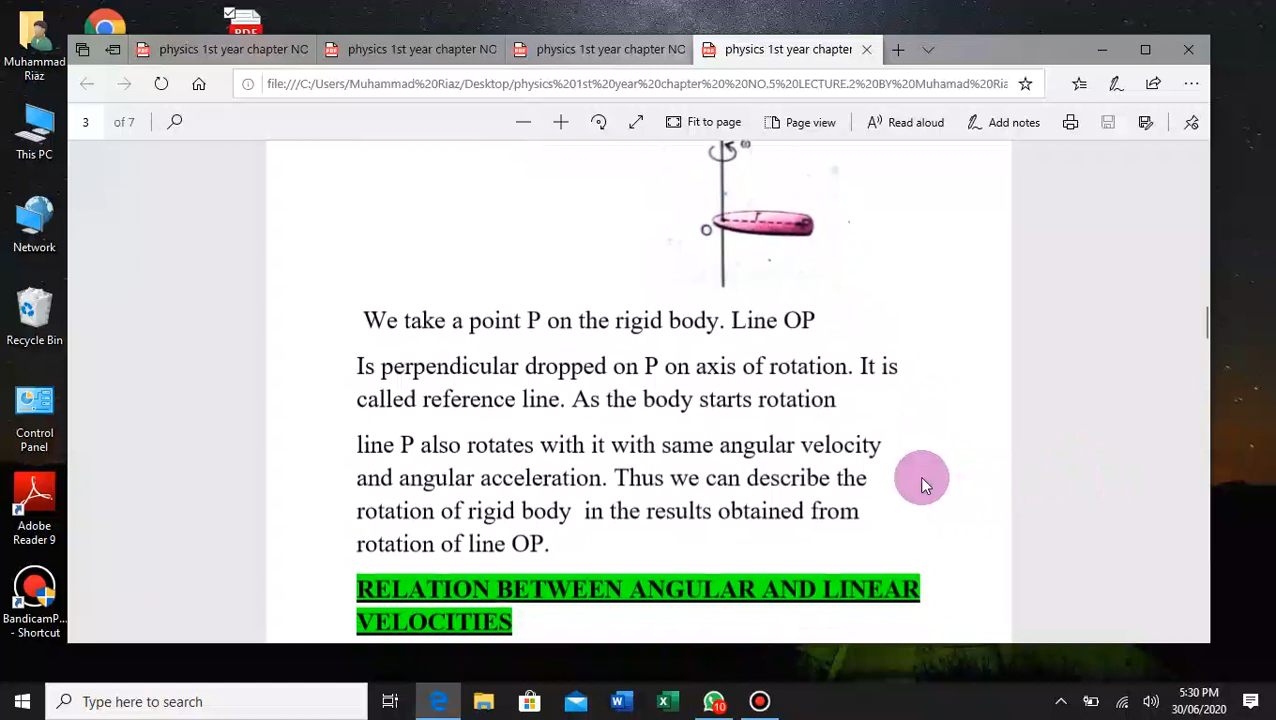 Muhammad
Riaz
This PC
Network
Recycle Bin
Control
Panel
Adobe
Reader 9
BandicamP...
- Shortcut
PDF
physics 1st year chapter NO
physics 1st year chapter NO
physics 1st year chapter NO
physics 1st year chapter
file:///C:/Users/Muhammad%20Riaz/Desktop/physics%201st%20year%20chapter%20%20NO.5%20LECTURE.2%20BY%20Muhamad%20Ria
3 of 7
Fit to page
Page view
Read aloud
Add notes
ω
r
O
We take a point P on the rigid body. Line OP
Is perpendicular dropped on P on axis of rotation. It is
called reference line. As the body starts rotation
line P also rotates with it with same angular velocity
and angular acceleration. Thus we can describe the
rotation of rigid body in the results obtained from
rotation of line OP.
RELATION BETWEEN ANGULAR AND LINEAR
VELOCITIES
Type here to search
10
5:30 PM
30/06/2020